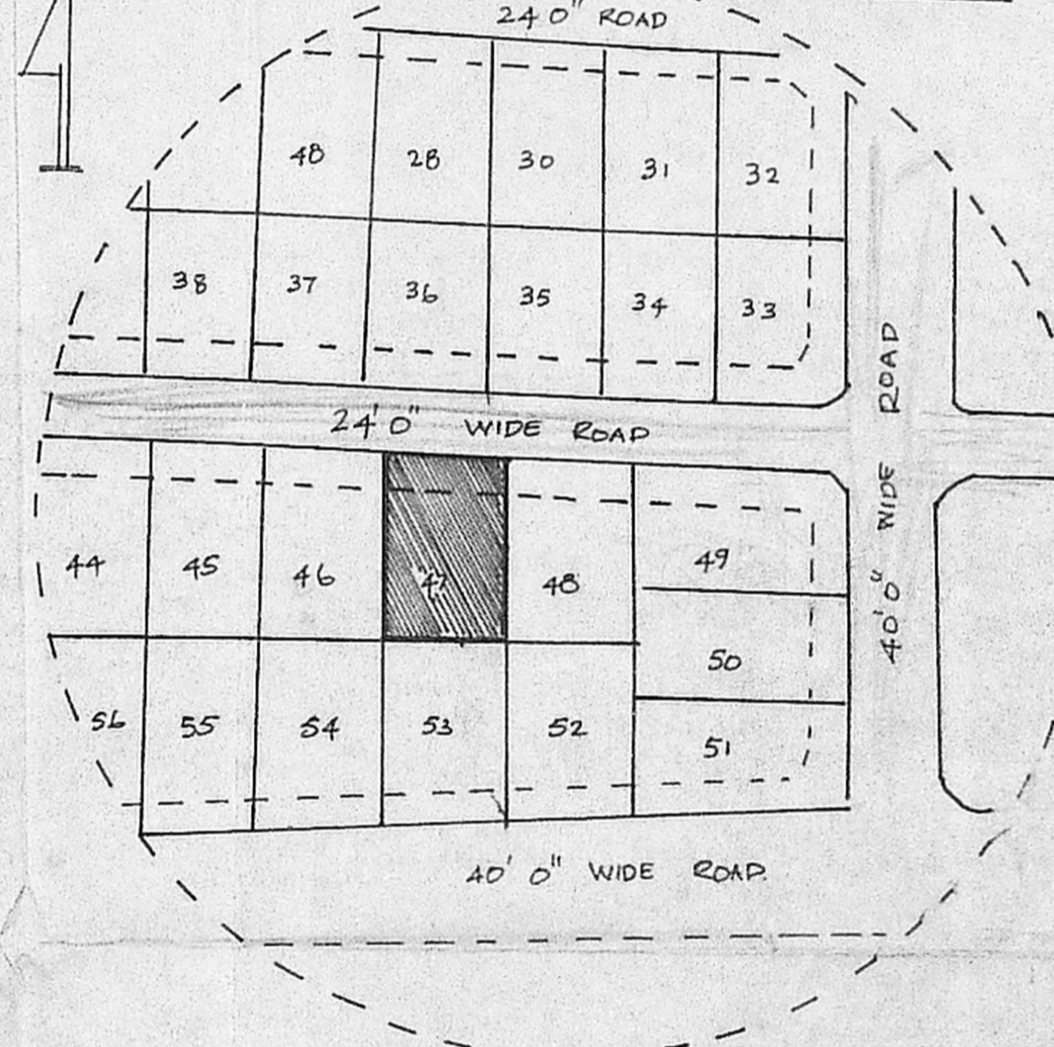 24 0" ROAD
48 28 30 31 32
38 37 36 35 34 33
24'0" WIDE ROAD
40'0" WIDE ROAD
44 45 46 47 48 49
50
56 55 54 53 52 51
40' 0" WIDE ROAD.